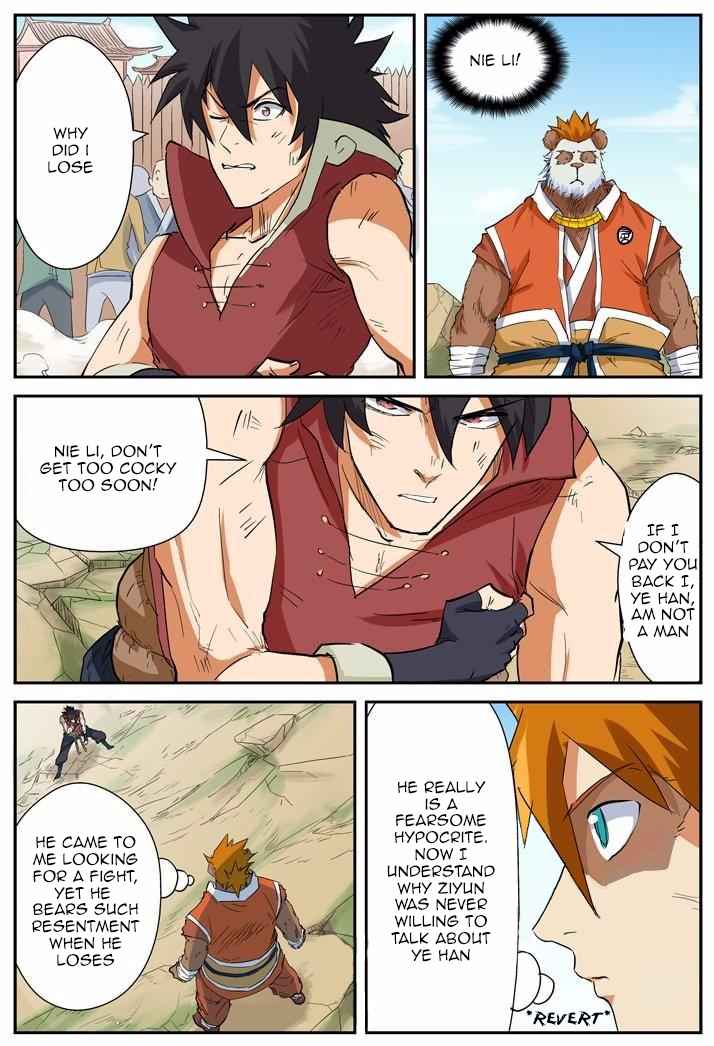 WHY
DID I
LOSE
NIE LI!
NIE LI, DON'T
GET TOO COCKY
TOO SOON!
IF I
DON'T
PAY YOU
BACK I,
YE HAN,
AM NOT
A MAN
HE CAME TO
ME LOOKING
FOR A FIGHT,
YET HE
BEARS SUCH
RESENTMENT
WHEN HE
LOSES
HE REALLY
IS A
FEARSOME
HYPOCRITE.
NOW I
UNDERSTAND
WHY ZIYUN
WAS NEVER
WILLING TO
TALK ABOUT
YE HAN
*REVERT*